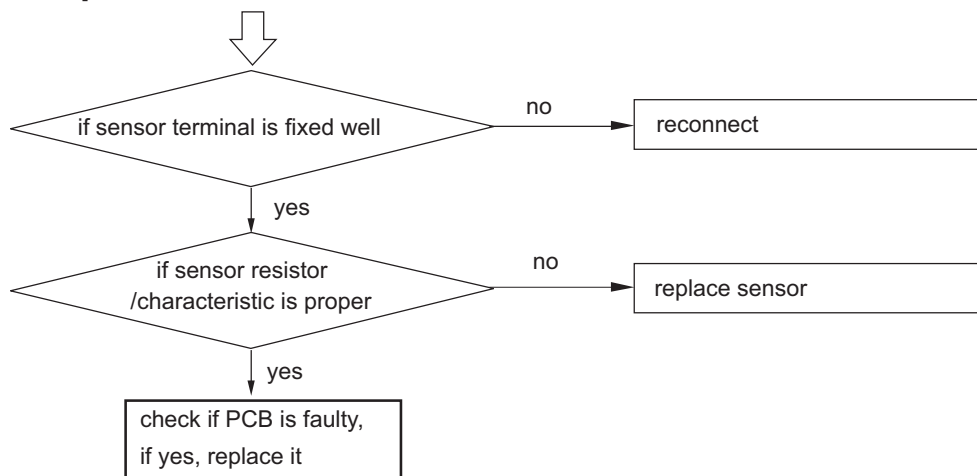 if sensor terminal is fixed well
no
reconnect
yes
if sensor resistor
/characteristic is proper
no
replace sensor
yes
check if PCB is faulty,
if yes, replace it